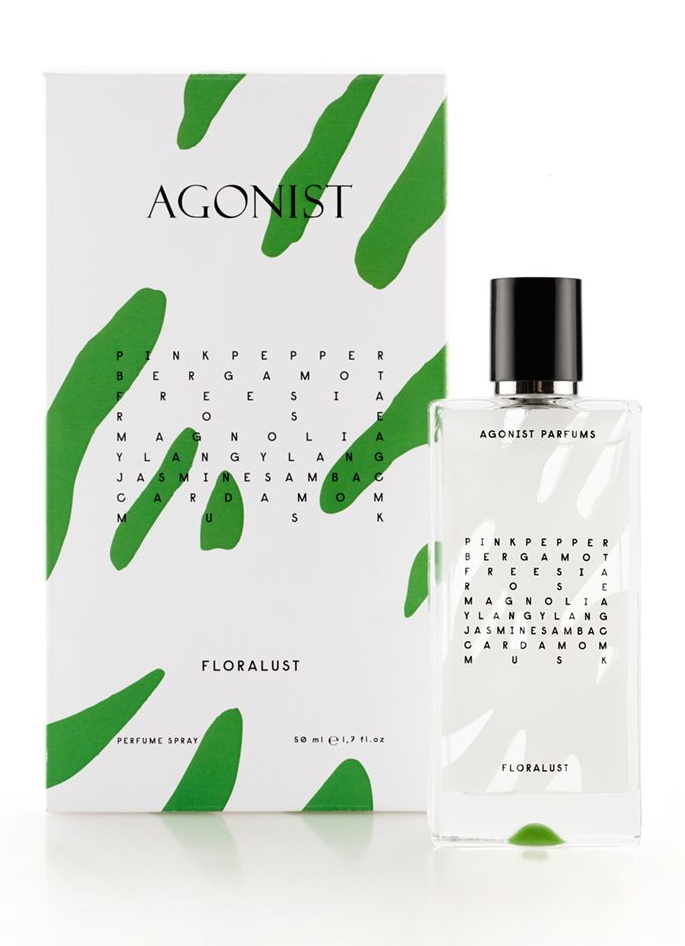 AGONIST
PINKPEPPER
BERGAMOT
FREESIA
ROSE
MAGNOLIA
YLANGYLANG
JASMINESAMBAC
CARDAMOM
MUSK
FLORALUST
PERFUME SPRAY
50 ml ℮ 1,7 fl.oz
AGONIST PARFUMS
PINKPEPPER
BERGAMOT
FREESIA
ROSE
MAGNOLIA
YLANGYLANG
JASMINESAMBAC
CARDAMOM
MUSK
FLORALUST